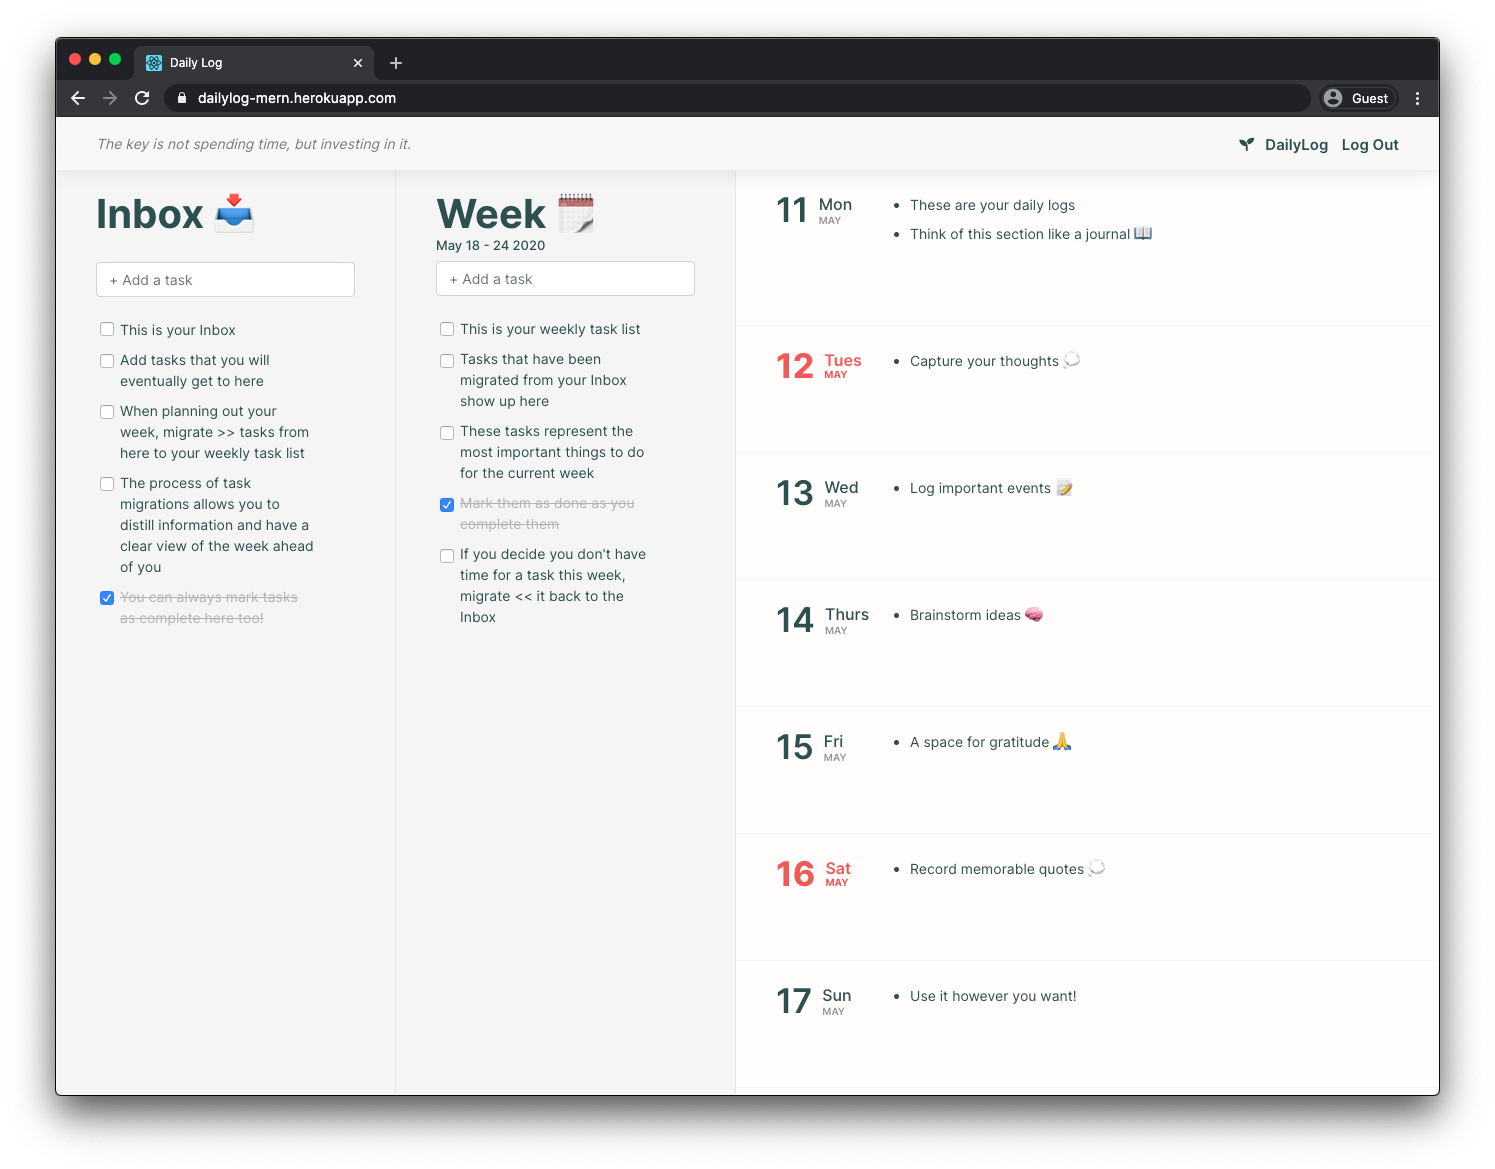 Daily Log
dailylog-mern.herokuapp.com
Guest
The key is not spending time, but investing in it.
DailyLog
Log Out
Inbox 📥
+ Add a task
This is your Inbox
Add tasks that you will
eventually get to here
When planning out your
week, migrate >> tasks from
here to your weekly task list
The process of task
migrations allows you to
distill information and have a
clear view of the week ahead
of you
You can always mark tasks
as complete here too!
Week 🗓
May 18 - 24 2020
+ Add a task
This is your weekly task list
Tasks that have been
migrated from your Inbox
show up here
These tasks represent the
most important things to do
for the current week
Mark them as done as you
complete them
If you decide you don't have
time for a task this week,
migrate << it back to the
Inbox
11 Mon
MAY
• These are your daily logs
• Think of this section like a journal 📖
12 Tues
MAY
• Capture your thoughts 💭
13 Wed
MAY
• Log important events 📝
14 Thurs
MAY
• Brainstorm ideas 🧠
15 Fri
MAY
• A space for gratitude 🙏
16 Sat
MAY
• Record memorable quotes 💭
17 Sun
MAY
• Use it however you want!